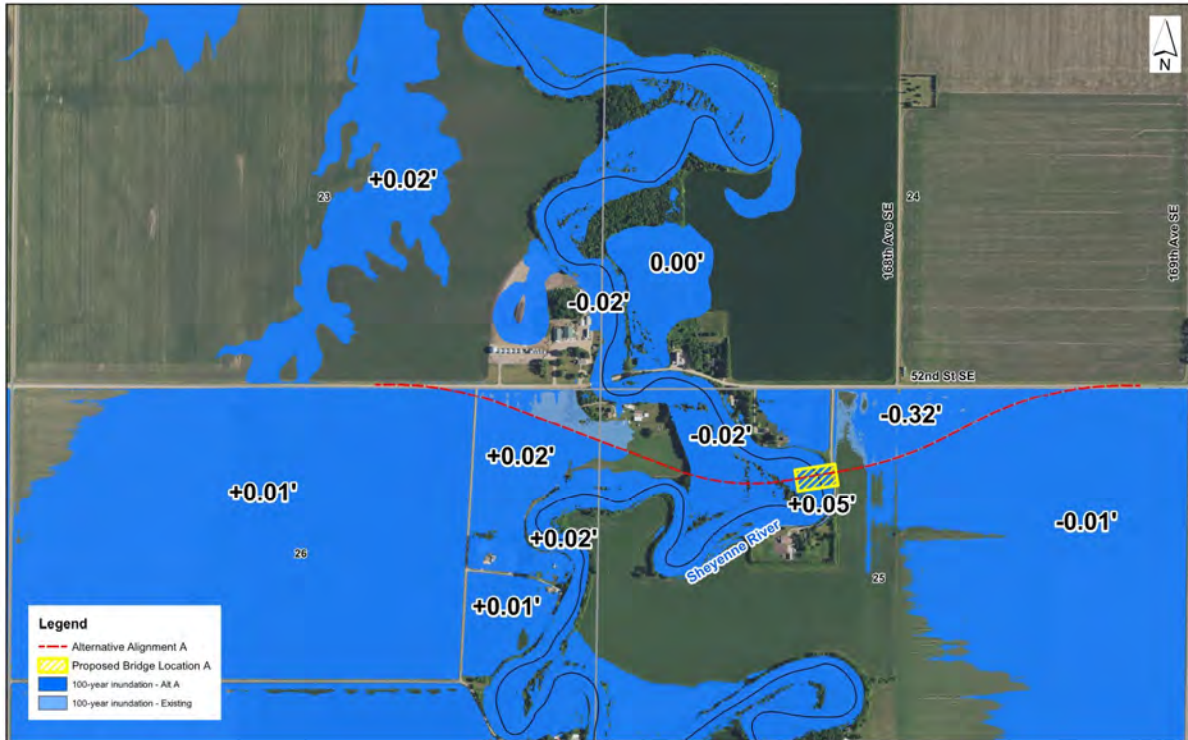 N
23
+0.02'
168th Ave SE
24
169th Ave SE
0.00'
-0.02'
52nd St SE
-0.32'
+0.02'
-0.02'
+0.01'
+0.05'
-0.01'
26
+0.02'
Sheyenne River
25
+0.01'
Legend
Alternative Alignment A
Proposed Bridge Location A
100-year inundation - Alt A
100-year inundation - Existing